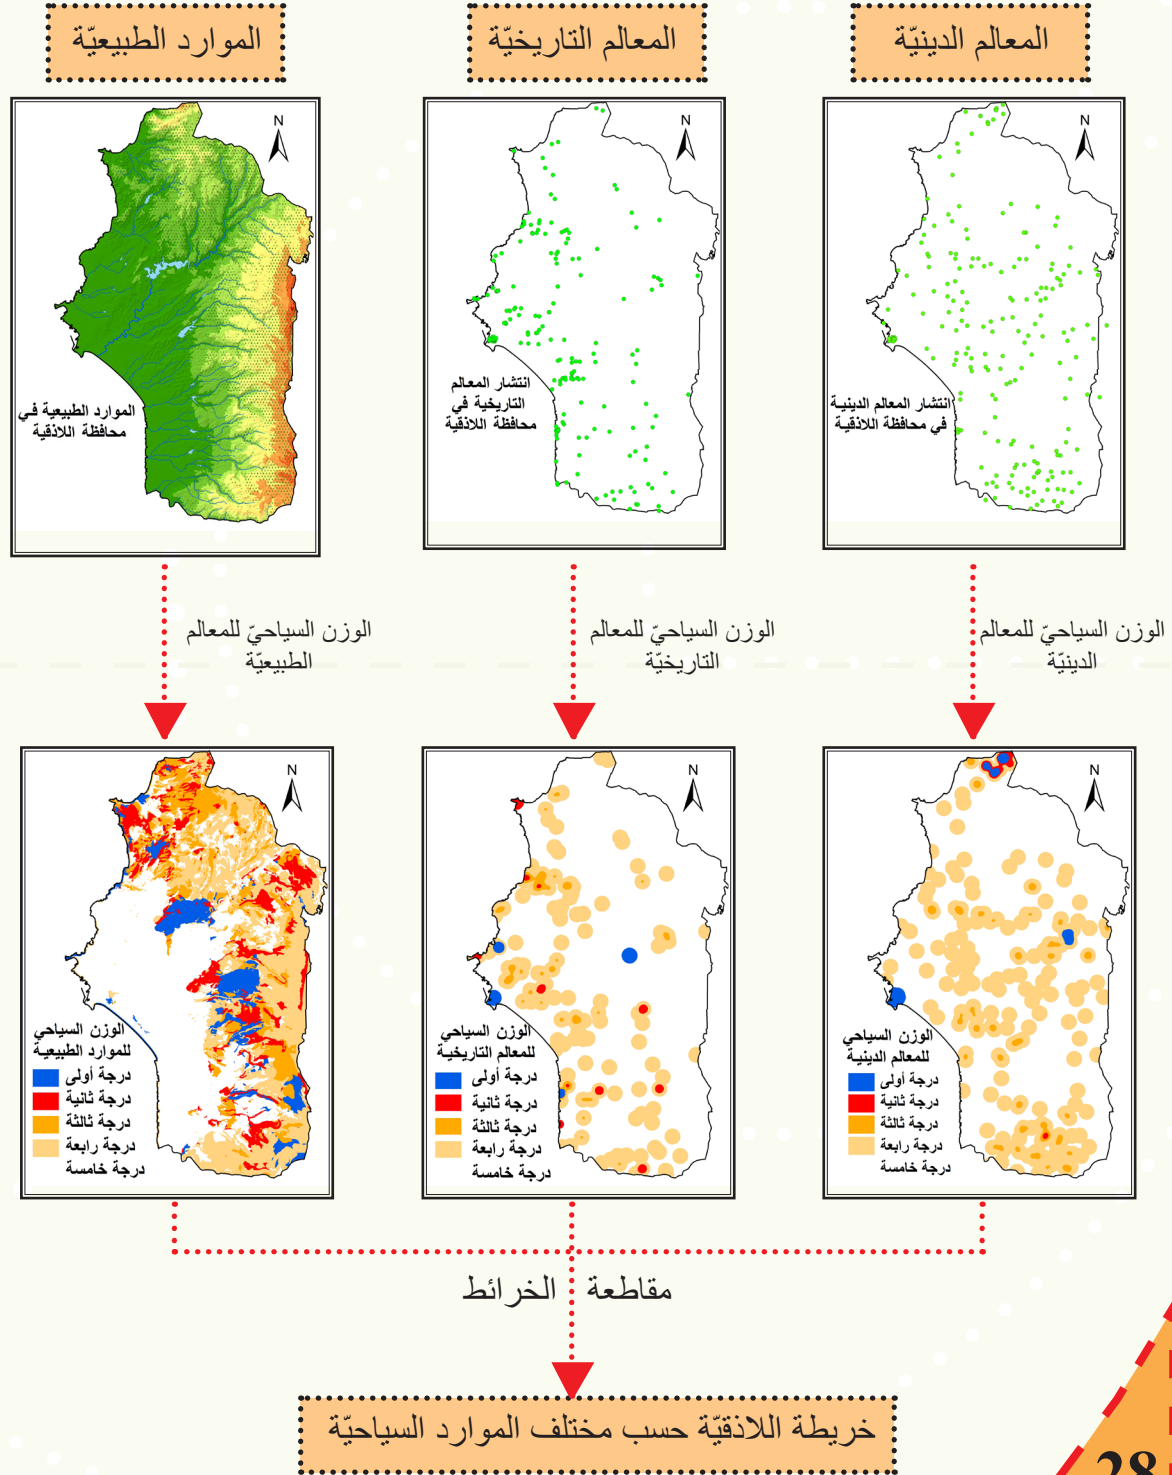 المعالم الدينيّة
المعالم التاريخيّة
الموارد الطبيعيّة
N
انتشار المعالم الدينية
في محافظة اللاذقية
N
انتشار المعالم
التاريخية في
محافظة اللاذقية
N
الموارد الطبيعية في
محافظة اللاذقية
الوزن السياحيّ للمعالم
الدينيّة
الوزن السياحيّ للمعالم
التاريخيّة
الوزن السياحيّ للمعالم
الطبيعيّة
N
الوزن السياحي
للمعالم الدينية
درجة أولى
درجة ثانية
درجة ثالثة
درجة رابعة
درجة خامسة
N
الوزن السياحي
للمعالم التاريخية
درجة أولى
درجة ثانية
درجة ثالثة
درجة رابعة
درجة خامسة
N
الوزن السياحي
للموارد الطبيعية
درجة أولى
درجة ثانية
درجة ثالثة
درجة رابعة
درجة خامسة
مقاطعة الخرائط
خريطة اللاذقيّة حسب مختلف الموارد السياحيّة
28